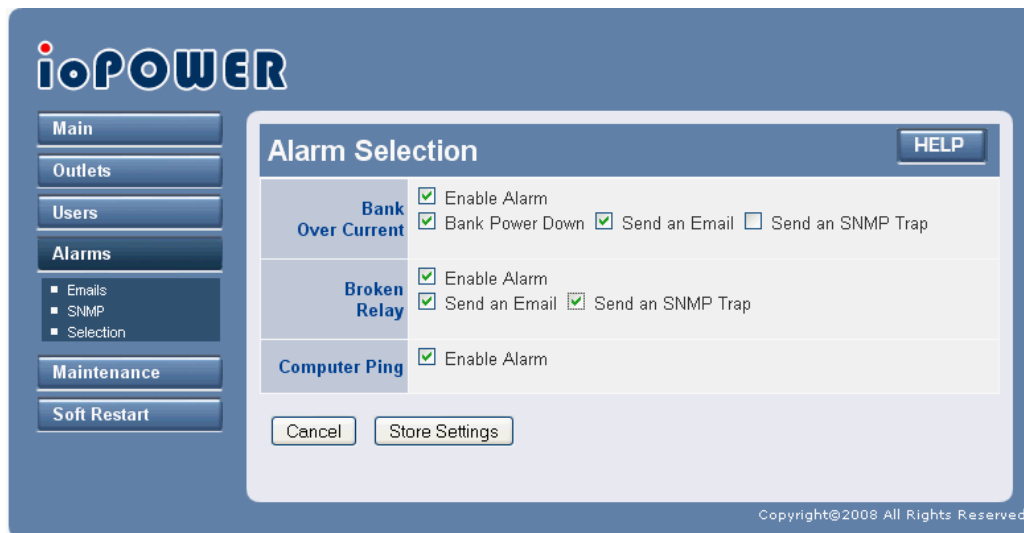 ioPOWER
Main
Outlets
Users
Alarms
Emails
SNMP
Selection
Maintenance
Soft Restart
Alarm Selection
HELP
Bank
Over Current
Enable Alarm
Bank Power Down Send an Email Send an SNMP Trap
Broken
Relay
Enable Alarm
Send an Email Send an SNMP Trap
Computer Ping
Enable Alarm
Cancel Store Settings
Copyright©2008 All Rights Reserved